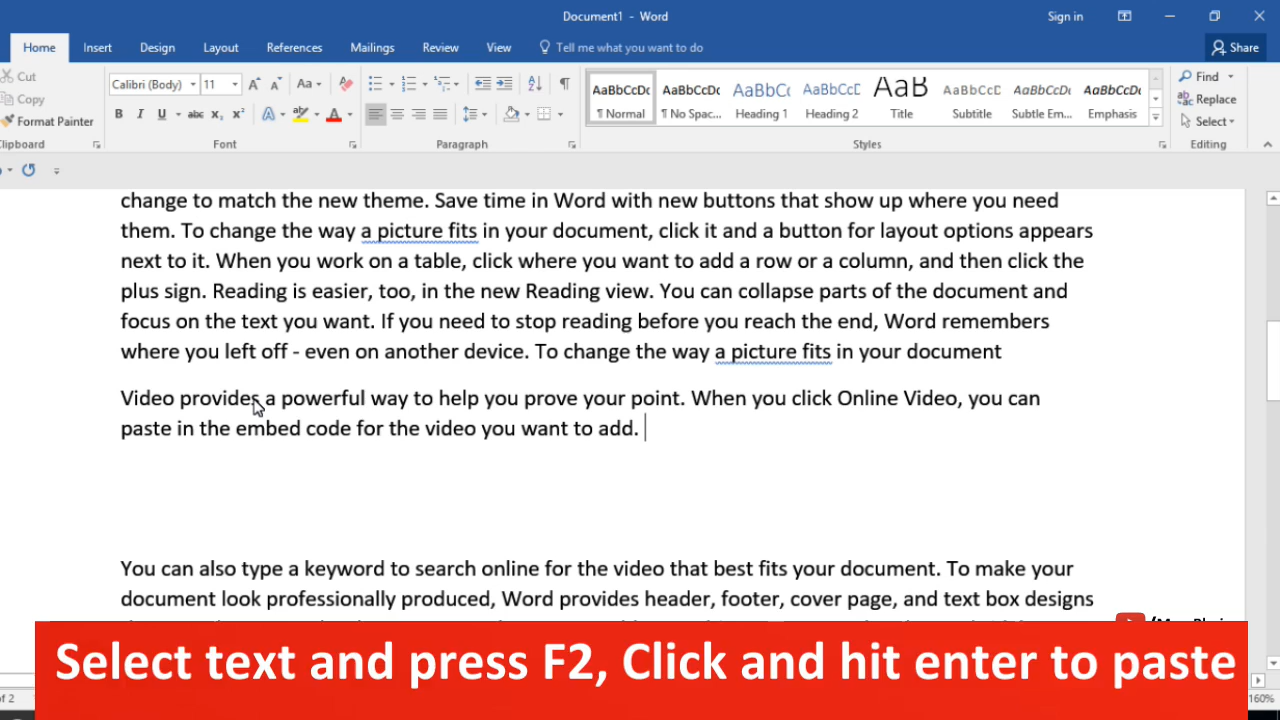 Document1 - Word
Sign in
Home Insert Design Layout References Mailings Review View Tell me what you want to do Share
Cut
Copy
Format Painter
Calibri (Body) 11 Aa
B I U abc x₂ x² A A
AaBbCcDc AaBbCcDc AaBbCc AaBbCcD AaB AaBbCcD AaBbCcDc AaBbCcDc
¶ Normal ¶ No Spac... Heading 1 Heading 2 Title Subtitle Subtle Em... Emphasis
Find
Replace
Select
Clipboard Font Paragraph Styles Editing
change to match the new theme. Save time in Word with new buttons that show up where you need
them. To change the way a picture fits in your document, click it and a button for layout options appears
next to it. When you work on a table, click where you want to add a row or a column, and then click the
plus sign. Reading is easier, too, in the new Reading view. You can collapse parts of the document and
focus on the text you want. If you need to stop reading before you reach the end, Word remembers
where you left off - even on another device. To change the way a picture fits in your document
Video provides a powerful way to help you prove your point. When you click Online Video, you can
paste in the embed code for the video you want to add.
You can also type a keyword to search online for the video that best fits your document. To make your
document look professionally produced, Word provides header, footer, cover page, and text box designs
Select text and press F2, Click and hit enter to paste
of 2
160%